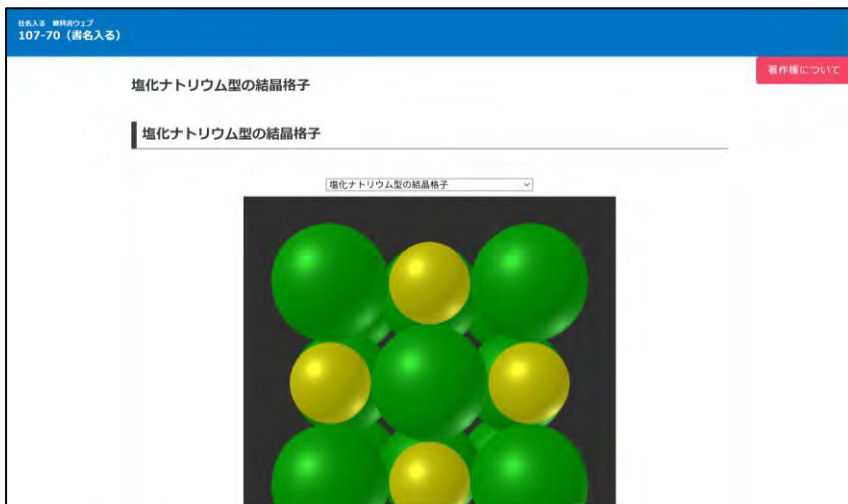 社名入る 教科書ウェブ
107-70（書名入る）
著作権について
塩化ナトリウム型の結晶格子
塩化ナトリウム型の結晶格子
塩化ナトリウム型の結晶格子